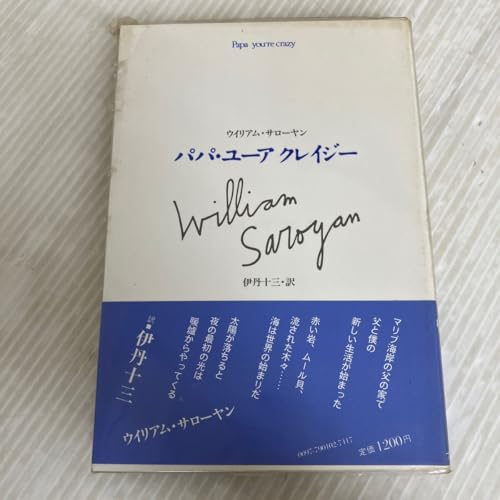 Papa you're crazy
ウイリアム・サローヤン
パパ・ユーア クレイジー
William
Saroyan
伊丹十三・訳
マリブ海岸の父の家で
父と僕の
新しい生活が始まった
赤い岩、ムール貝、
流された木々……
海は世界の始まりだ
太陽が落ちると
夜の最初の光は
暖炉からやってくる
訳■伊丹十三
ウイリアム・サローヤン
0097-790102-7417
定価 1200円